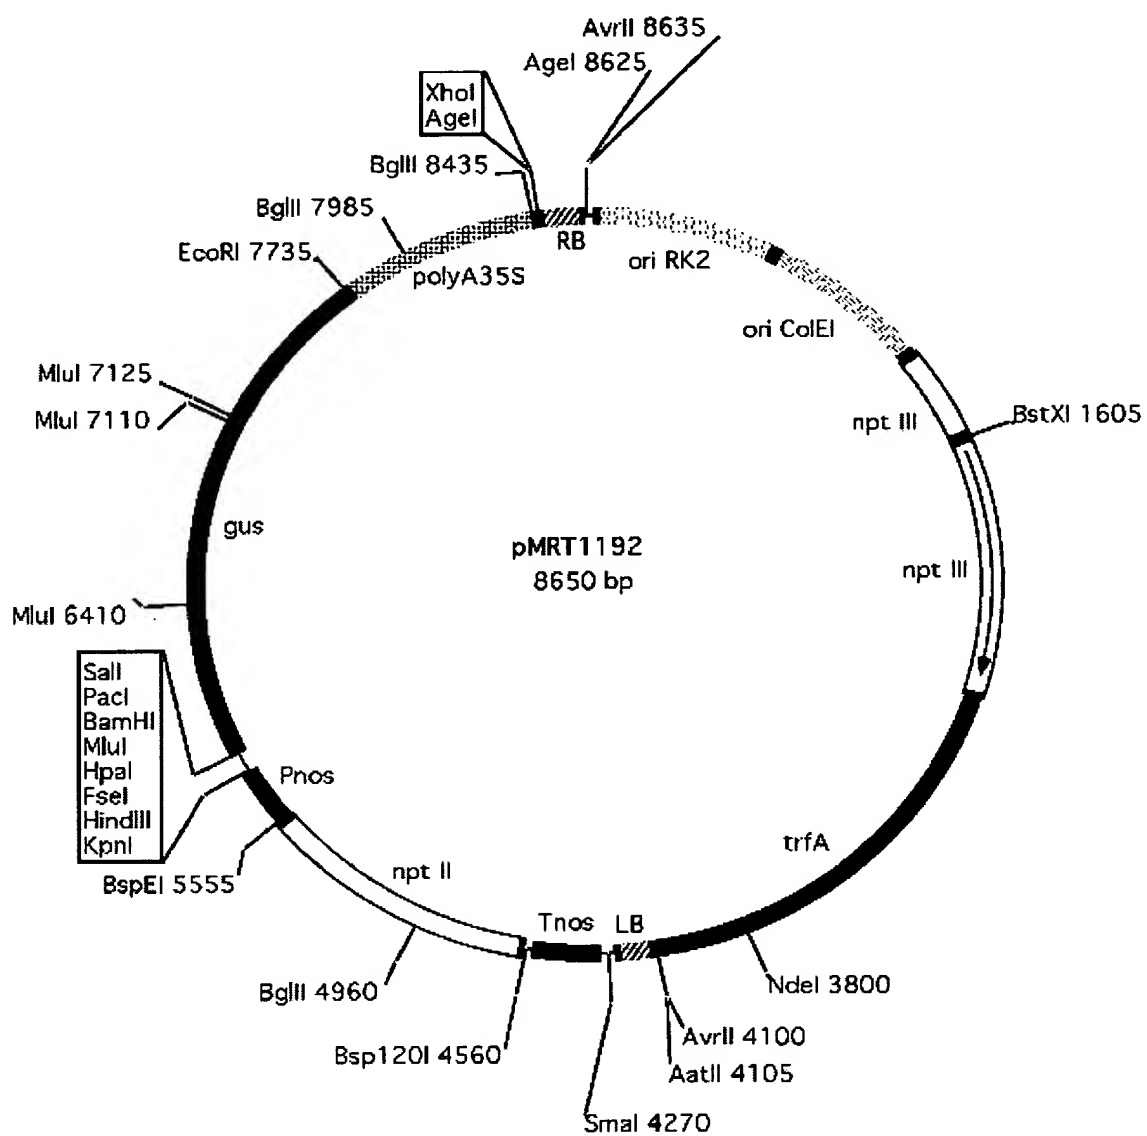 AvrII 8635
AgeI 8625
XhoI
AgeI
BglII 8435
BglII 7985
EcoRI 7735
RB
ori RK2
polyA35S
ori ColEI
MluI 7125
MluI 7110
npt III
BstXI 1605
gus
pMRT1192
8650 bp
npt III
MluI 6410
SalI
PacI
BamHI
MluI
HpaI
FseI
HindIII
KpnI
Pnos
trfA
BspEI 5555
npt II
Tnos
LB
BglII 4960
NdeI 3800
Bsp120I 4560
AvrII 4100
AatII 4105
SmaI 4270